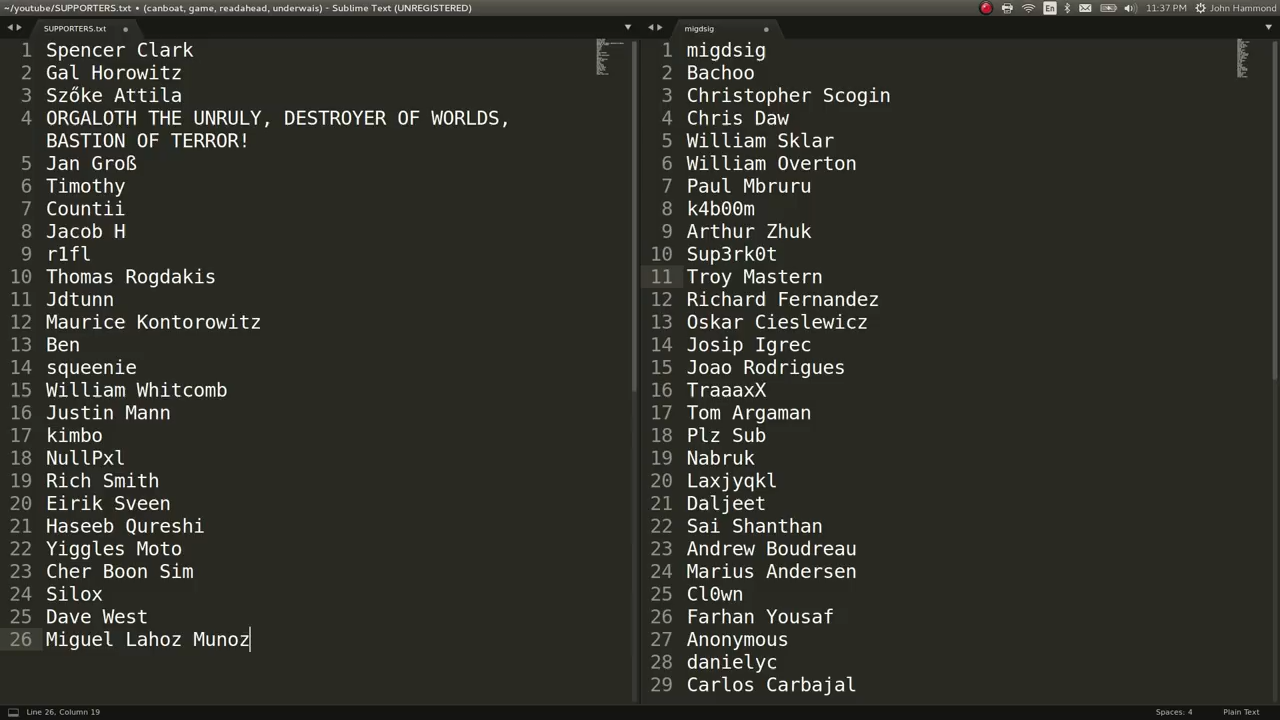 ~/youtube/SUPPORTERS.txt • (canboat, game, readahead, underwais) - Sublime Text (UNREGISTERED)
En
11:37 PM
John Hammond
SUPPORTERS.txt
migdsig
1 Spencer Clark
2 Gal Horowitz
3 Szőke Attila
4 ORGALOTH THE UNRULY, DESTROYER OF WORLDS,
BASTION OF TERROR!
5 Jan Groß
6 Timothy
7 Countii
8 Jacob H
9 r1fl
10 Thomas Rogdakis
11 Jdtunn
12 Maurice Kontorowitz
13 Ben
14 squeenie
15 William Whitcomb
16 Justin Mann
17 kimbo
18 NullPxl
19 Rich Smith
20 Eirik Sveen
21 Haseeb Qureshi
22 Yiggles Moto
23 Cher Boon Sim
24 Silox
25 Dave West
26 Miguel Lahoz Munoz
1 migdsig
2 Bachoo
3 Christopher Scogin
4 Chris Daw
5 William Sklar
6 William Overton
7 Paul Mbruru
8 k4b00m
9 Arthur Zhuk
10 Sup3rk0t
11 Troy Mastern
12 Richard Fernandez
13 Oskar Cieslewicz
14 Josip Igrec
15 Joao Rodrigues
16 TraaaxX
17 Tom Argaman
18 Plz Sub
19 Nabruk
20 Laxjyqkl
21 Daljeet
22 Sai Shanthan
23 Andrew Boudreau
24 Marius Andersen
25 Cl0wn
26 Farhan Yousaf
27 Anonymous
28 danielyc
29 Carlos Carbajal
Line 26, Column 19
Spaces: 4
Plain Text